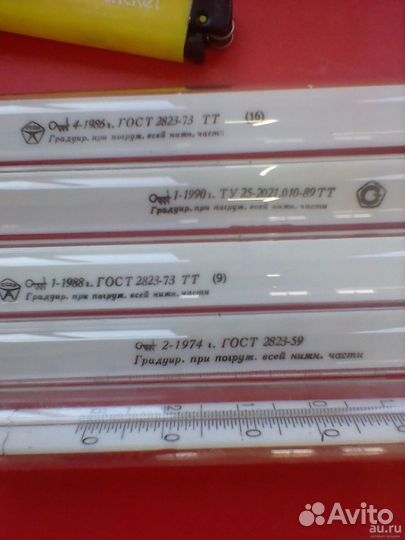 4-1986 г. ГОСТ 2823-73 ТТ (16)
Градуир. при погруж. всей нижн. части
1-1990 г. ТУ 25-2021.010-89 ТТ
Градуир. при погруж. всей нижн. части
1-1988 г. ГОСТ 2823-73 ТТ (9)
Градуир. при погруж. всей нижн. части
2-1974 г. ГОСТ 2823-59
Градуир. при погруж. всей нижн. части
Avito
au.ru